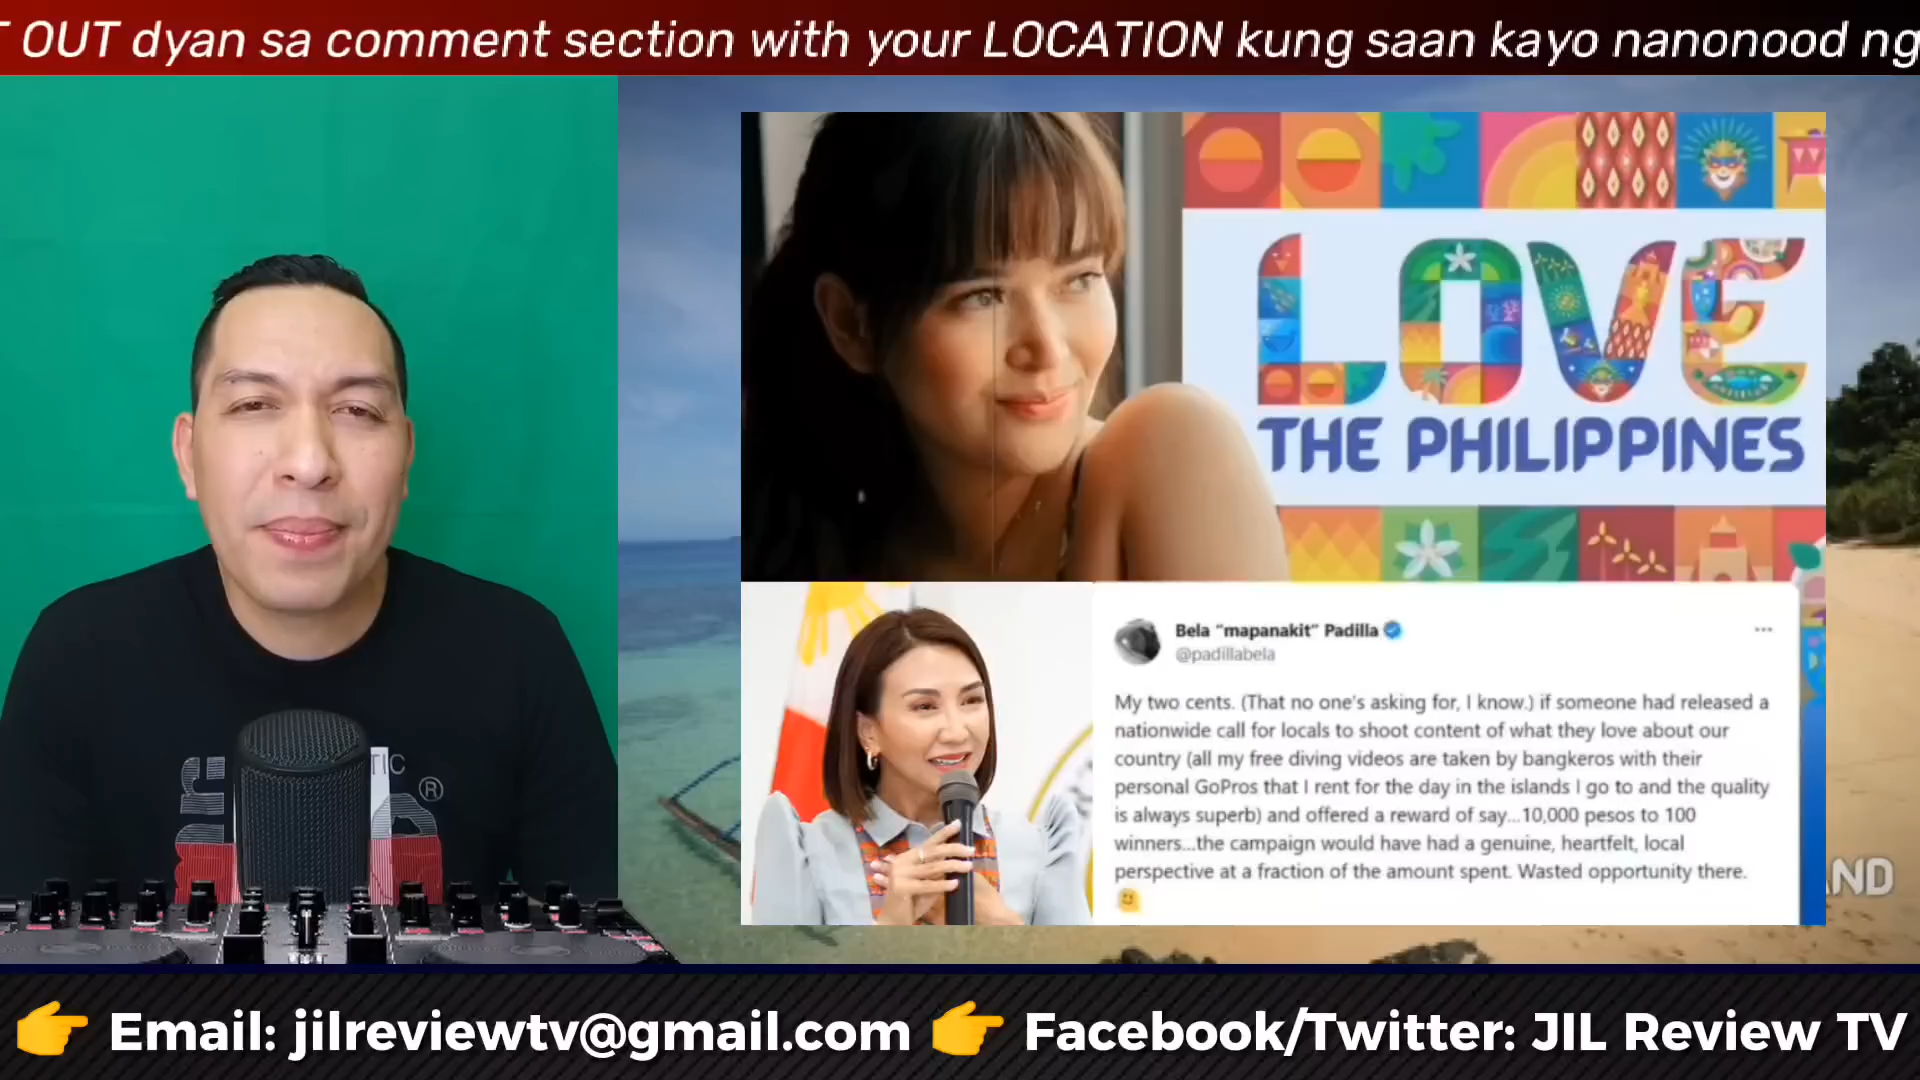 T OUT dyan sa comment section with your LOCATION kung saan kayo nanonood ng
LOVE
THE PHILIPPINES
Bela "mapanakit" Padilla
@padillabela
My two cents. (That no one's asking for, I know.) if someone had released a
nationwide call for locals to shoot content of what they love about our
country (all my free diving videos are taken by bangkeros with their
personal GoPros that I rent for the day in the islands I go to and the quality
is always superb) and offered a reward of say...10,000 pesos to 100
winners...the campaign would have had a genuine, heartfelt, local
perspective at a fraction of the amount spent. Wasted opportunity there.
ND
TIC
®
👉 Email: jilreviewtv@gmail.com 👉 Facebook/Twitter: JIL Review TV